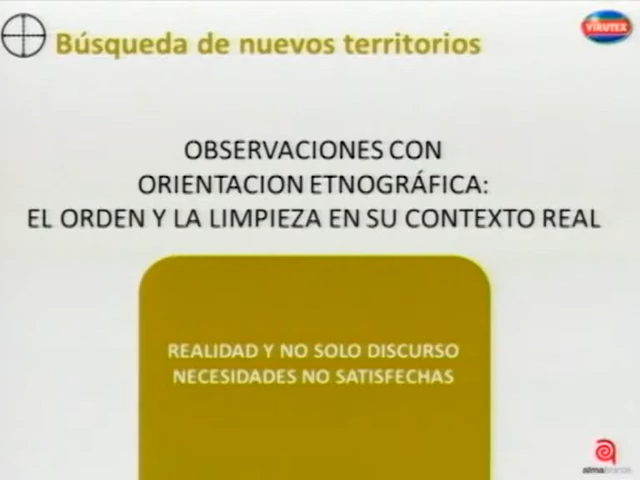 Búsqueda de nuevos territorios
VIRUTEX
OBSERVACIONES CON
ORIENTACION ETNOGRÁFICA:
EL ORDEN Y LA LIMPIEZA EN SU CONTEXTO REAL
REALIDAD Y NO SOLO DISCURSO
NECESIDADES NO SATISFECHAS
almabrands